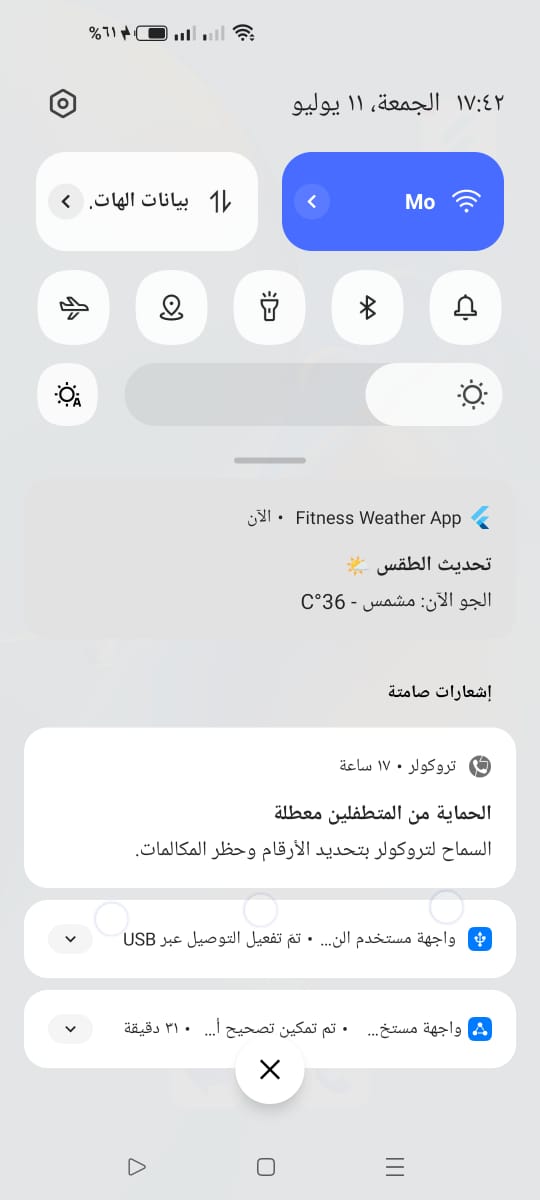 %٦١
١٧:٤٢ الجمعة، ١١ يوليو
Mo
بيانات الهات.
A
Fitness Weather App • الآن
تحديث الطقس 🌤️
الجو الآن: مشمس - 36°C
إشعارات صامتة
تروكولر • ١٧ ساعة
الحماية من المتطفلين معطلة
السماح لتروكولر بتحديد الأرقام وحظر المكالمات.
واجهة مستخدم الن... • تمَ تفعيل التوصيل عبر USB
واجهة مستخ... • تم تمكين تصحيح أ... • ٣١ دقيقة